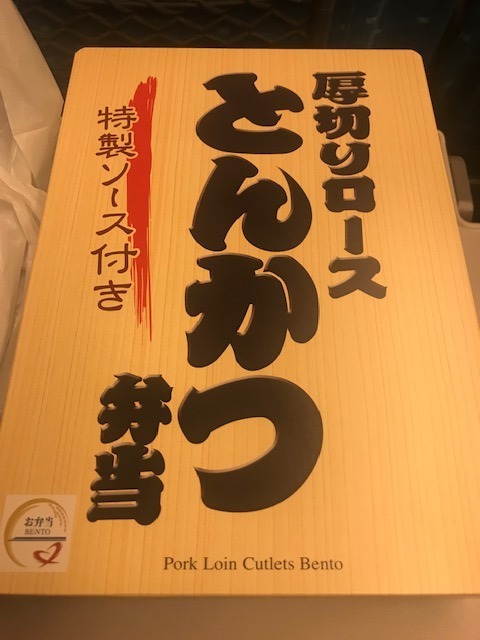 厚切りロース
とんかつ
弁当
特製ソース付き
お弁当
BENTO
Pork Loin Cutlets Bento